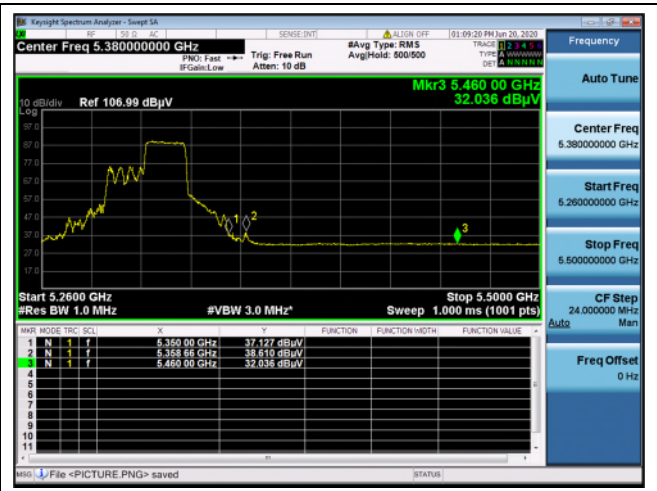 Keysight Spectrum Analyzer - Swept SA
RF 50 Ω AC SENSE:INT ALIGN OFF 01:09:20 PM Jun 20, 2020
Center Freq 5.380000000 GHz #Avg Type: RMS TRACE 1 2 3 4 5 6
PNO: Fast Trig: Free Run Avg|Hold: 500/500 TYPE A WWWWW
IFGain:Low Atten: 10 dB DET A N N N N N
Mkr3 5.460 00 GHz
10 dB/div Ref 106.99 dBµV 32.036 dBµV
Log
97.0
87.0
77.0
67.0
57.0
47.0
37.0
27.0
17.0
1
2
3
Start 5.2600 GHz Stop 5.5000 GHz
#Res BW 1.0 MHz #VBW 3.0 MHz* Sweep 1.000 ms (1001 pts)
MKR MODE TRC SCL X Y FUNCTION FUNCTION WIDTH FUNCTION VALUE
1 N 1 f 5.350 00 GHz 37.127 dBµV
2 N 1 f 5.358 66 GHz 38.610 dBµV
3 N 1 f 5.460 00 GHz 32.036 dBµV
4
5
6
7
8
9
10
11
MSG File <PICTURE.PNG> saved STATUS
Frequency
Auto Tune
Center Freq
5.380000000 GHz
Start Freq
5.260000000 GHz
Stop Freq
5.500000000 GHz
CF Step
24.000000 MHz
Auto Man
Freq Offset
0 Hz